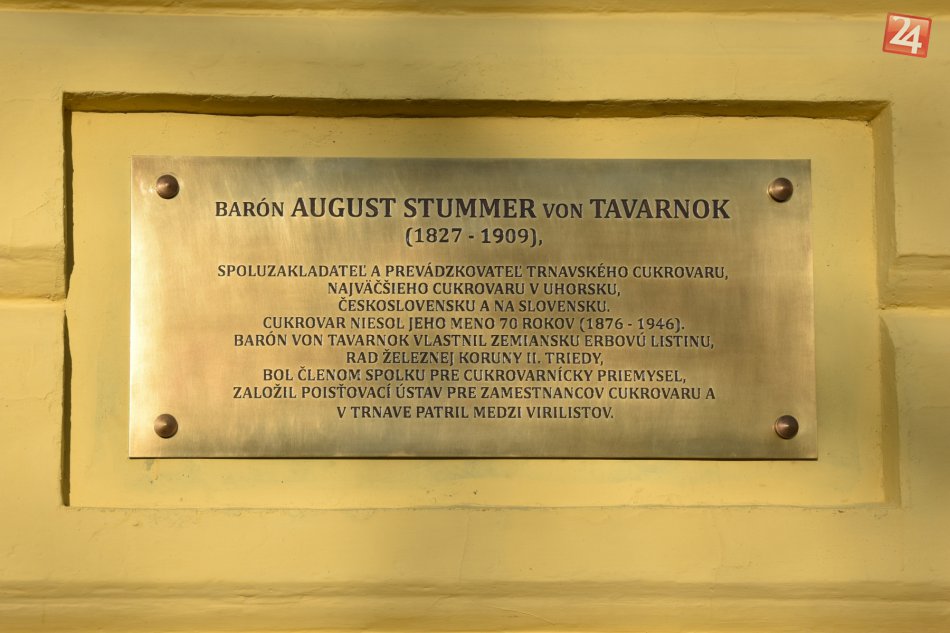 24
BARÓN AUGUST STUMMER VON TAVARNOK
(1827 - 1909),
SPOLUZAKLADATEĽ A PREVÁDZKOVATEĽ TRNAVSKÉHO CUKROVARU,
NAJVÄČŠIEHO CUKROVARU V UHORSKU,
ČESKOSLOVENSKU A NA SLOVENSKU.
CUKROVAR NIESOL JEHO MENO 70 ROKOV (1876 - 1946).
BARÓN VON TAVARNOK VLASTNIL ZEMIANSKU ERBOVÚ LISTINU,
RAD ŽELEZNEJ KORUNY II. TRIEDY,
BOL ČLENOM SPOLKU PRE CUKROVARNÍCKY PRIEMYSEL,
ZALOŽIL POISŤOVACÍ ÚSTAV PRE ZAMESTNANCOV CUKROVARU A
V TRNAVE PATRIL MEDZI VIRILISTOV.